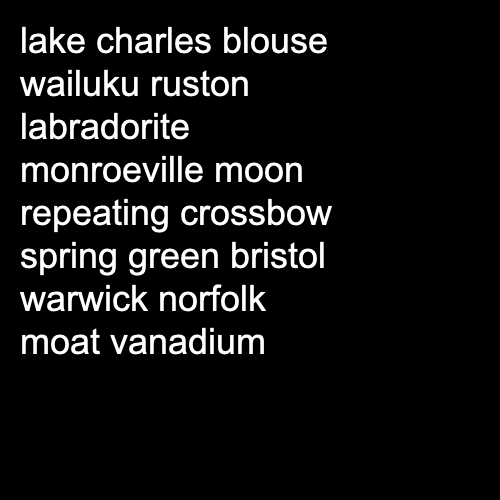 lake charles blouse
wailuku ruston
labradorite
monroeville moon
repeating crossbow
spring green bristol
warwick norfolk
moat vanadium